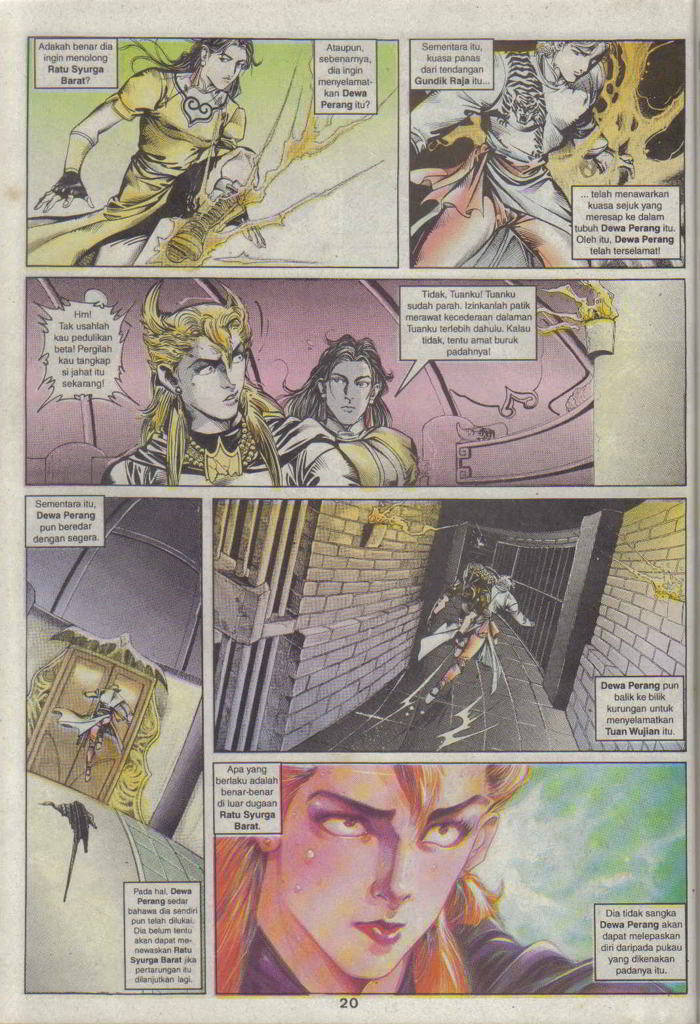 Adakah benar dia
ingin menolong
Ratu Syurga
Barat?
Ataupun,
sebenarnya,
dia ingin
menyelamat-
kan Dewa
Perang itu?
Sementara itu,
kuasa panas
dari tendangan
Gundik Raja itu...
... telah menawarkan
kuasa sejuk yang
meresap ke dalam
tubuh Dewa Perang itu.
Oleh itu, Dewa Perang
telah terselamat!
Hm!
Tak usahlah
kau pedulikan
beta! Pergilah
kau tangkap
si jahat itu
sekarang!
Tidak, Tuanku! Tuanku
sudah parah. Izinkanlah patik
merawat kecederaan dalaman
Tuanku terlebih dahulu. Kalau
tidak, tentu amat buruk
padahnya!
Sementara itu,
Dewa Perang
pun beredar
dengan segera.
Dewa Perang pun
balik ke bilik
kurungan untuk
menyelamatkan
Tuan Wujian itu.
Pada hal, Dewa
Perang sedar
bahawa dia sendiri
pun telah dilukai.
Dia belum tentu
akan dapat me-
newaskan Ratu
Syurga Barat jika
pertarungan itu
dilanjutkan lagi.
Apa yang
berlaku adalah
benar-benar
di luar dugaan
Ratu Syurga
Barat.
Dia tidak sangka
Dewa Perang akan
dapat melepaskan
diri daripada pukau
yang dikenakan
padanya itu.
20